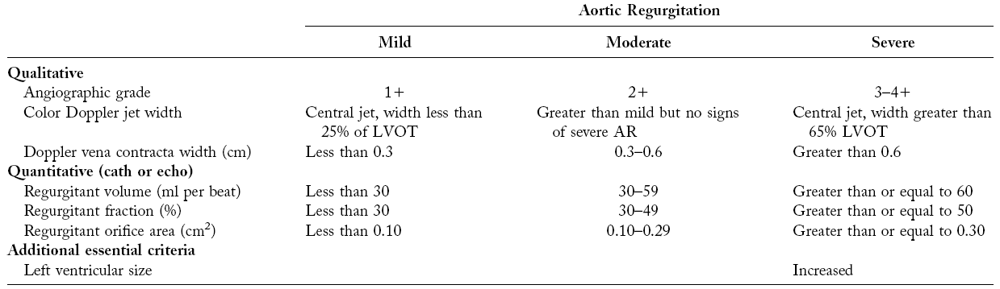 Aortic Regurgitation
Mild Moderate Severe
Qualitative
Angiographic grade 1+ 2+ 3–4+
Color Doppler jet width Central jet, width less than Greater than mild but no signs Central jet, width greater than
25% of LVOT of severe AR 65% LVOT
Doppler vena contracta width (cm) Less than 0.3 0.3–0.6 Greater than 0.6
Quantitative (cath or echo)
Regurgitant volume (ml per beat) Less than 30 30–59 Greater than or equal to 60
Regurgitant fraction (%) Less than 30 30–49 Greater than or equal to 50
Regurgitant orifice area (cm²) Less than 0.10 0.10–0.29 Greater than or equal to 0.30
Additional essential criteria
Left ventricular size Increased